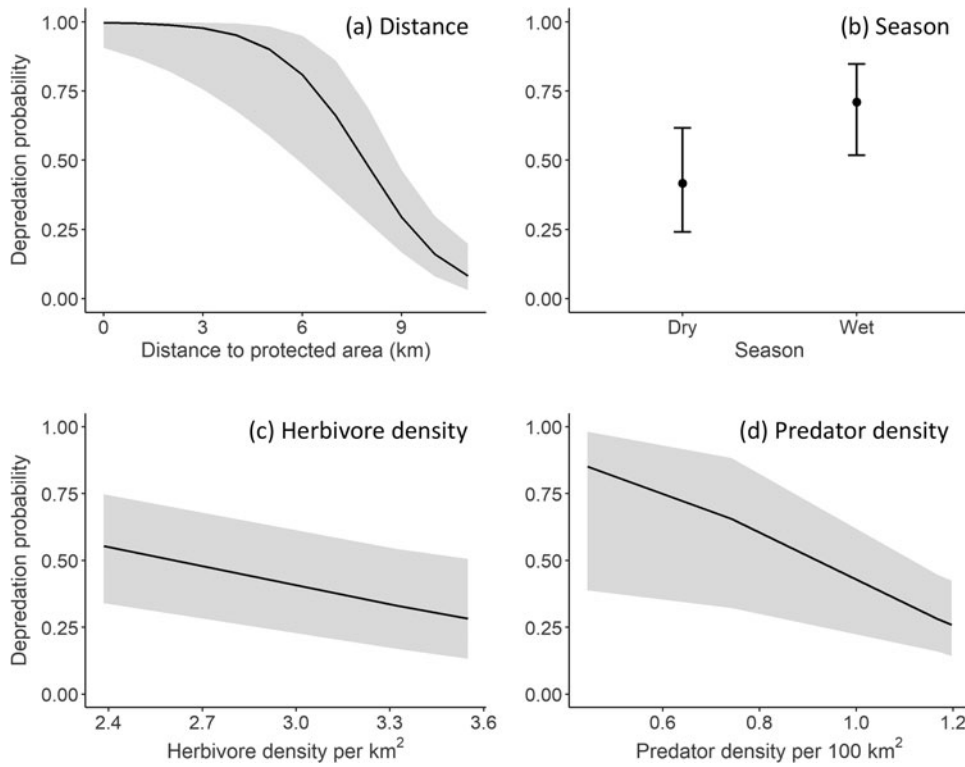 (a) Distance
Depredation probability
1.00
0.75
0.50
0.25
0.00
0 3 6 9
Distance to protected area (km)
(b) Season
1.00
0.75
0.50
0.25
0.00
Dry Wet
Season
(c) Herbivore density
Depredation probability
1.00
0.75
0.50
0.25
0.00
2.4 2.7 3.0 3.3 3.6
Herbivore density per km²
(d) Predator density
1.00
0.75
0.50
0.25
0.00
0.6 0.8 1.0 1.2
Predator density per 100 km²